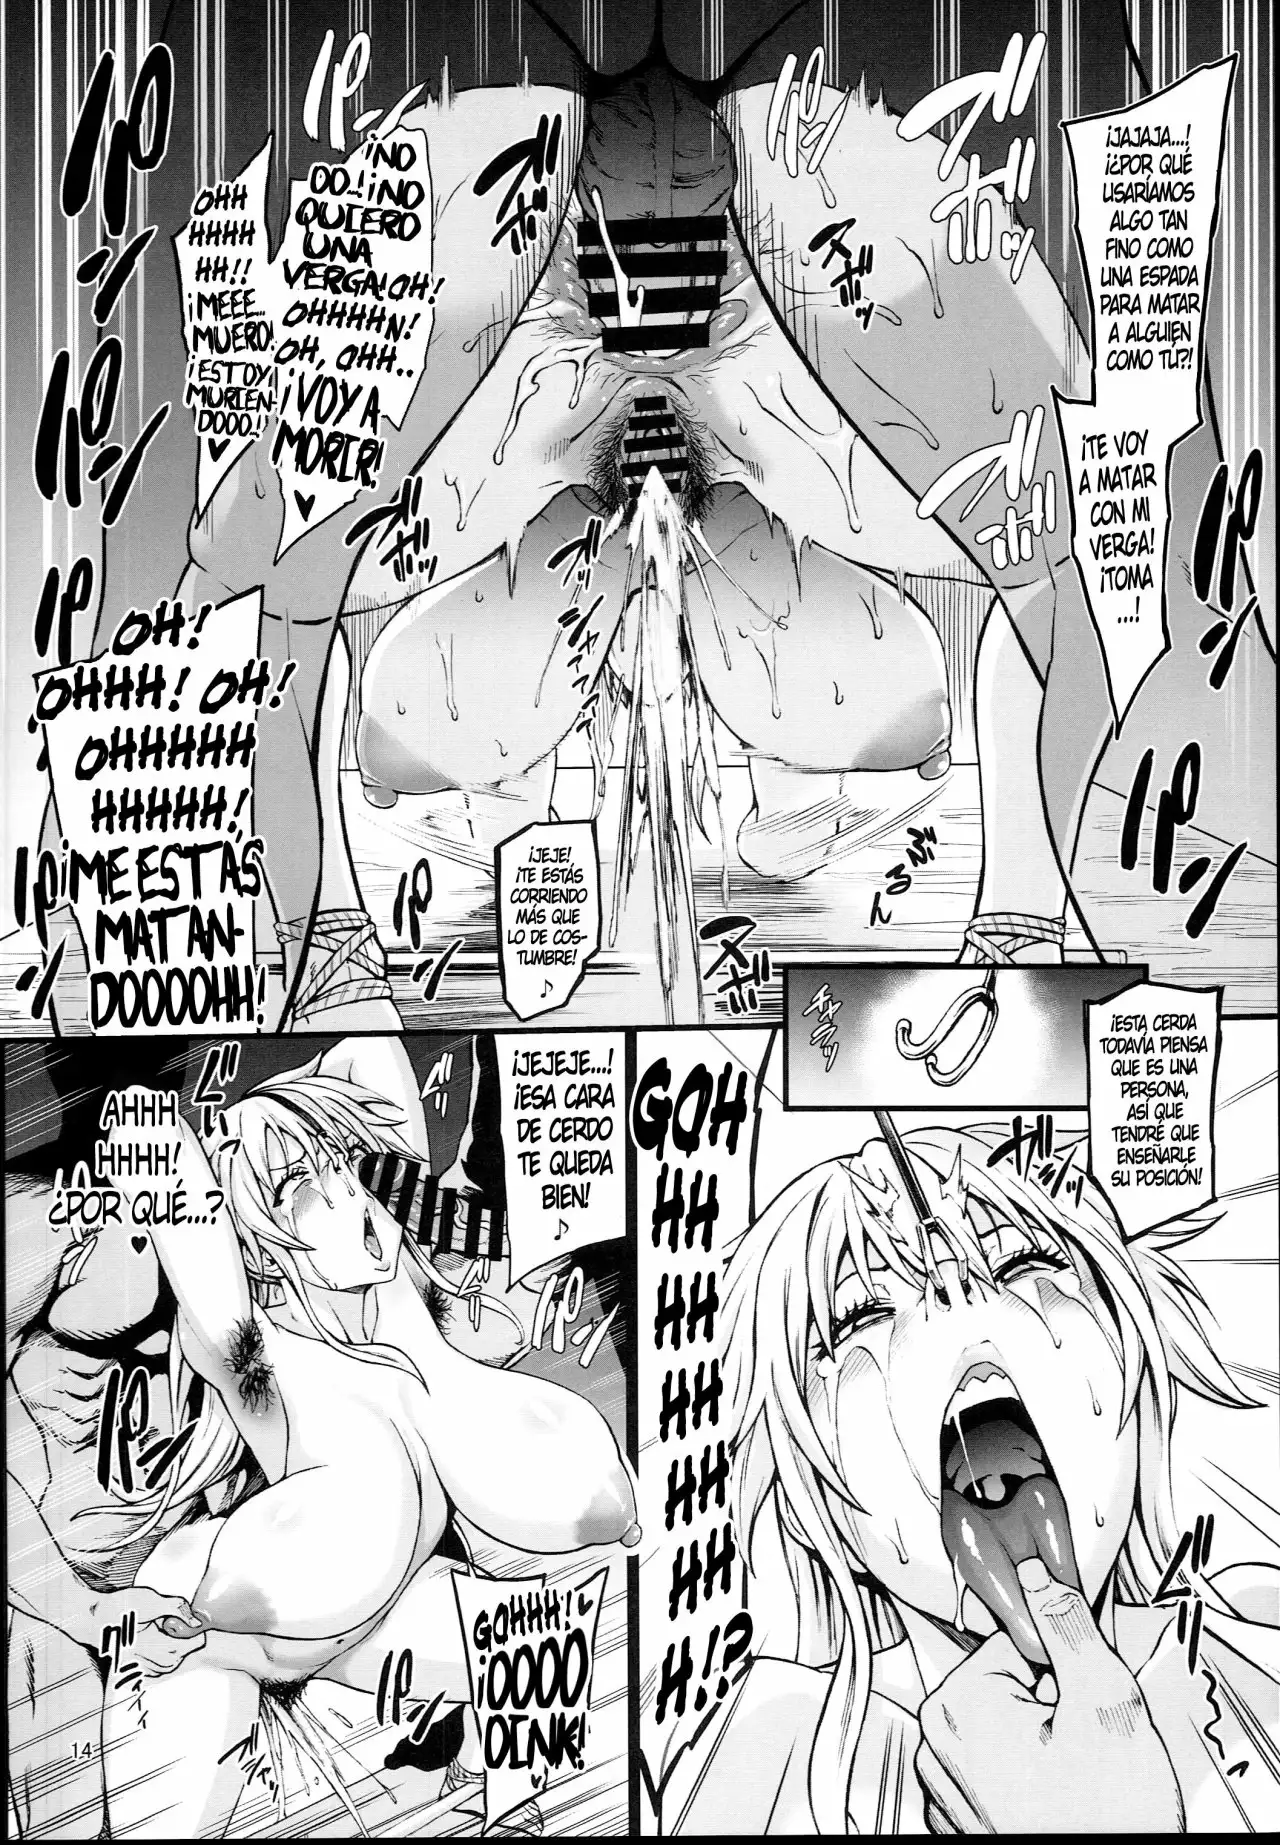 ¡JAJAJA...!
¡¿POR QUÉ
USARÍAMOS
ALGO TAN
FINO COMO
UNA ESPADA
PARA MATAR
A ALGUIEN
COMO TÚ?!
¡TE VOY
A MATAR
CON MI
VERGA!
¡TOMA
...!
¡NO
OO...! ¡NO
QUIERO
UNA
VERGA! OH!
OHHHHN!
OH, OHH..
¡VOY A
MORIR!
♥
OHH
HHHH
HH!!
¡MEEE...
MUERO!
¡ESTOY
MURIEN-
DOOO..!
♥
OH!
OHHH! OH!
OHHHHH
HHHHH!
¡ME ESTÁS
MATAN-
DOOOOHH!
¡JEJE!
¡TE ESTÁS
CORRIENDO
MÁS QUE
LO DE COS-
TUMBRE!
♪
¡ESTA CERDA
TODAVÍA PIENSA
QUE ES UNA
PERSONA,
ASÍ QUE
TENDRÉ QUE
ENSEÑARLE
SU POSICIÓN!
GOH
HH
HH
HH
HH
HH
H!?
¡JEJEJE...!
¡ESA CARA
DE CERDO
TE QUEDA
BIEN!
♪
AHHH
HHHH!
¿POR QUÉ...?
♥
GOHHH!
¡OOOO
OINK!
♥
14